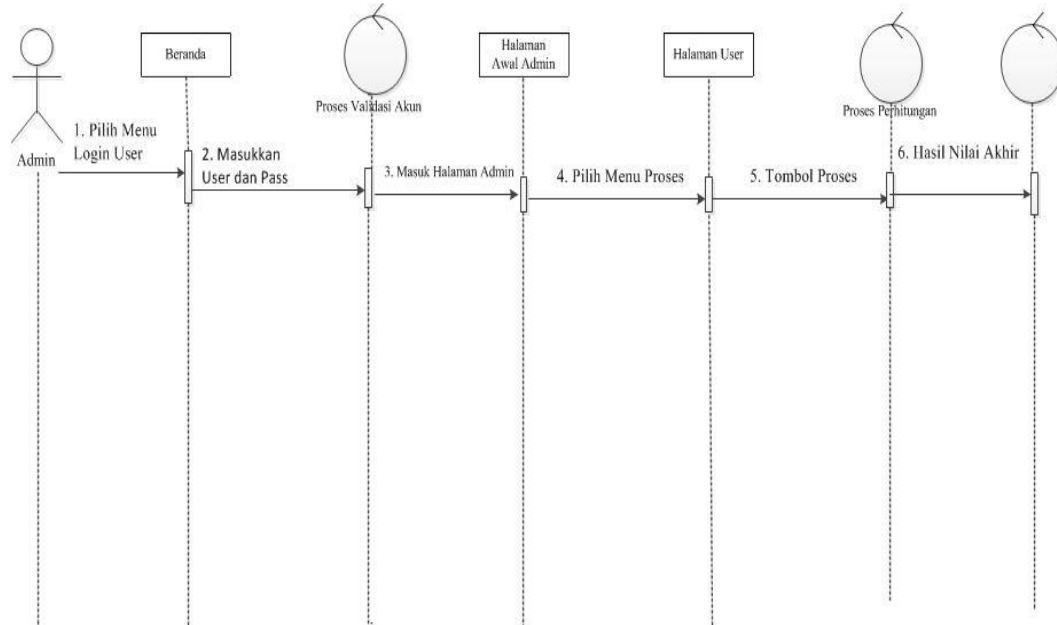 Beranda
Halaman
Awal Admin
Halaman User
Proses Validasi Akun
Proses Perhitungan
Admin
1. Pilih Menu
Login User
2. Masukkan
User dan Pass
3. Masuk Halaman Admin
4. Pilih Menu Proses
5. Tombol Proses
6. Hasil Nilai Akhir